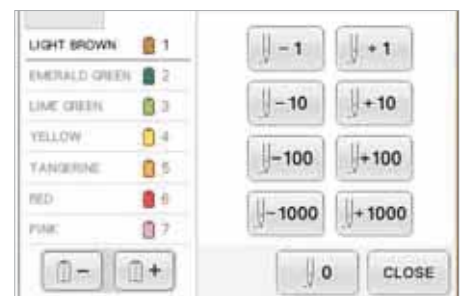 LIGHT BROWN 1
EMERALD GREEN 2
LIME GREEN 3
YELLOW 4
TANGERINE 5
RED 6
PINK 7
− +
−1 +1
−10 +10
−100 +100
−1000 +1000
0 CLOSE